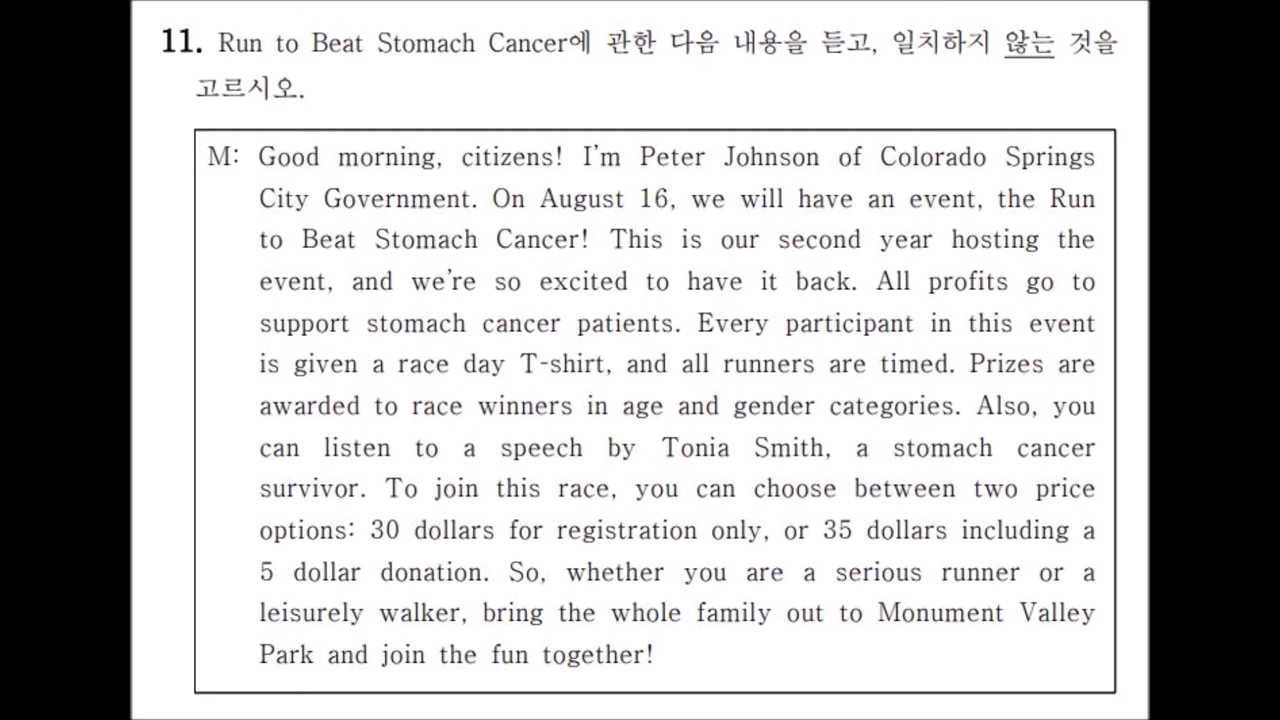 11. Run to Beat Stomach Cancer에 관한 다음 내용을 듣고, 일치하지 않는 것을
고르시오.
M: Good morning, citizens! I'm Peter Johnson of Colorado Springs
City Government. On August 16, we will have an event, the Run
to Beat Stomach Cancer! This is our second year hosting the
event, and we're so excited to have it back. All profits go to
support stomach cancer patients. Every participant in this event
is given a race day T-shirt, and all runners are timed. Prizes are
awarded to race winners in age and gender categories. Also, you
can listen to a speech by Tonia Smith, a stomach cancer
survivor. To join this race, you can choose between two price
options: 30 dollars for registration only, or 35 dollars including a
5 dollar donation. So, whether you are a serious runner or a
leisurely walker, bring the whole family out to Monument Valley
Park and join the fun together!